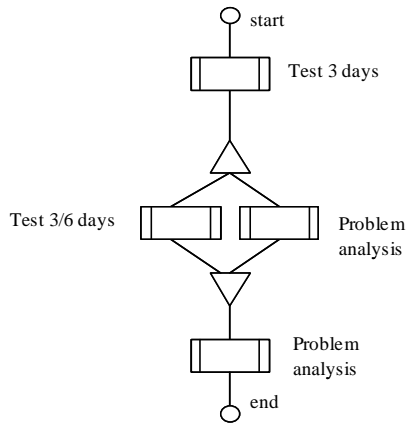 start
Test 3 days
Test 3/6 days
Problem
analysis
Problem
analysis
end